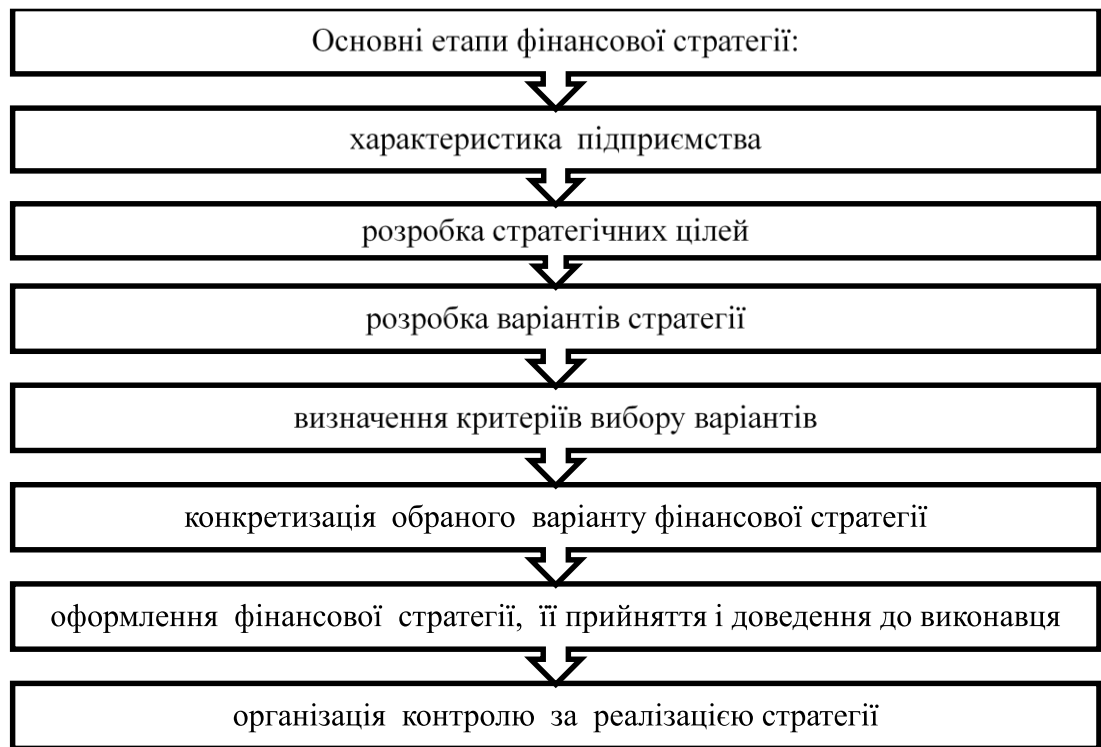 Основні етапи фінансової стратегії:
характеристика підприємства
розробка стратегічних цілей
розробка варіантів стратегії
визначення критеріїв вибору варіантів
конкретизація обраного варіанту фінансової стратегії
оформлення фінансової стратегії, її прийняття і доведення до виконавця
організація контролю за реалізацією стратегії